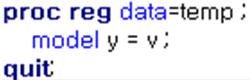 proc reg data=temp;
model y = v;
quit;